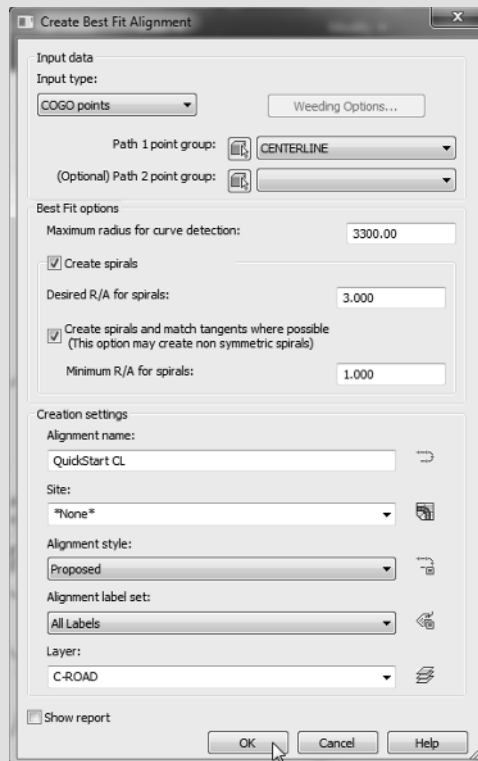 Create Best Fit Alignment
Input data
Input type:
COGO points
Weeding Options...
Path 1 point group:
CENTERLINE
(Optional) Path 2 point group:
Best Fit options
Maximum radius for curve detection:
3300.00
Create spirals
Desired R/A for spirals:
3.000
Create spirals and match tangents where possible
(This option may create non symmetric spirals)
Minimum R/A for spirals:
1.000
Creation settings
Alignment name:
QuickStart CL
Site:
*None*
Alignment style:
Proposed
Alignment label set:
All Labels
Layer:
C-ROAD
Show report
OK
Cancel
Help